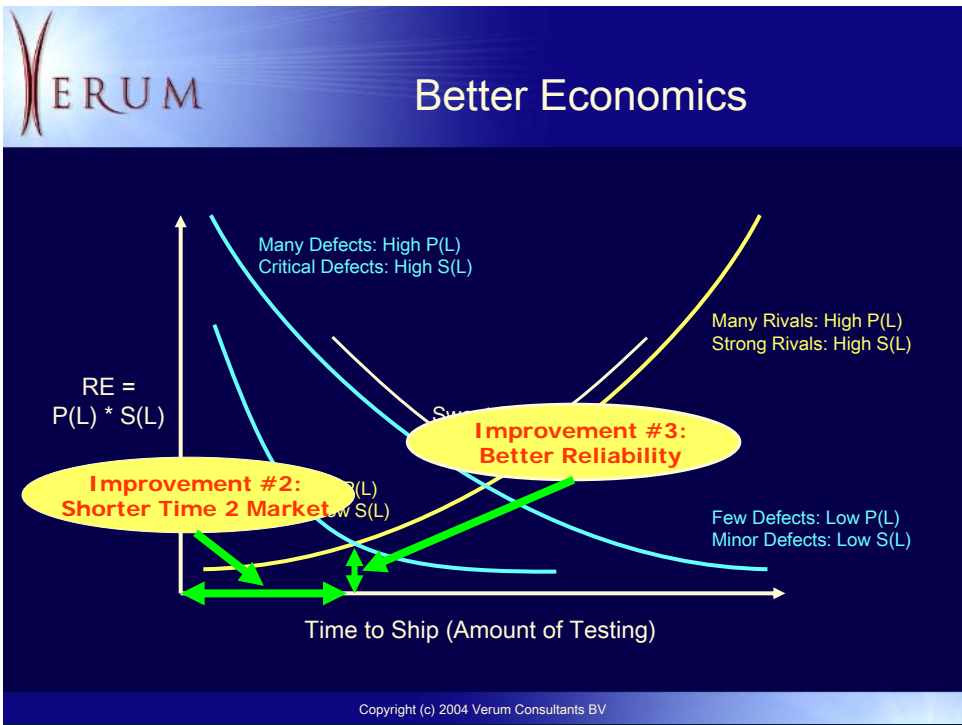 VERUM
Better Economics
Many Defects: High P(L)
Critical Defects: High S(L)
Many Rivals: High P(L)
Strong Rivals: High S(L)
RE =
P(L) * S(L)
Improvement #3:
Better Reliability
Improvement #2:
Shorter Time 2 Market
P(L)
S(L)
Few Defects: Low P(L)
Minor Defects: Low S(L)
Time to Ship (Amount of Testing)
Copyright (c) 2004 Verum Consultants BV